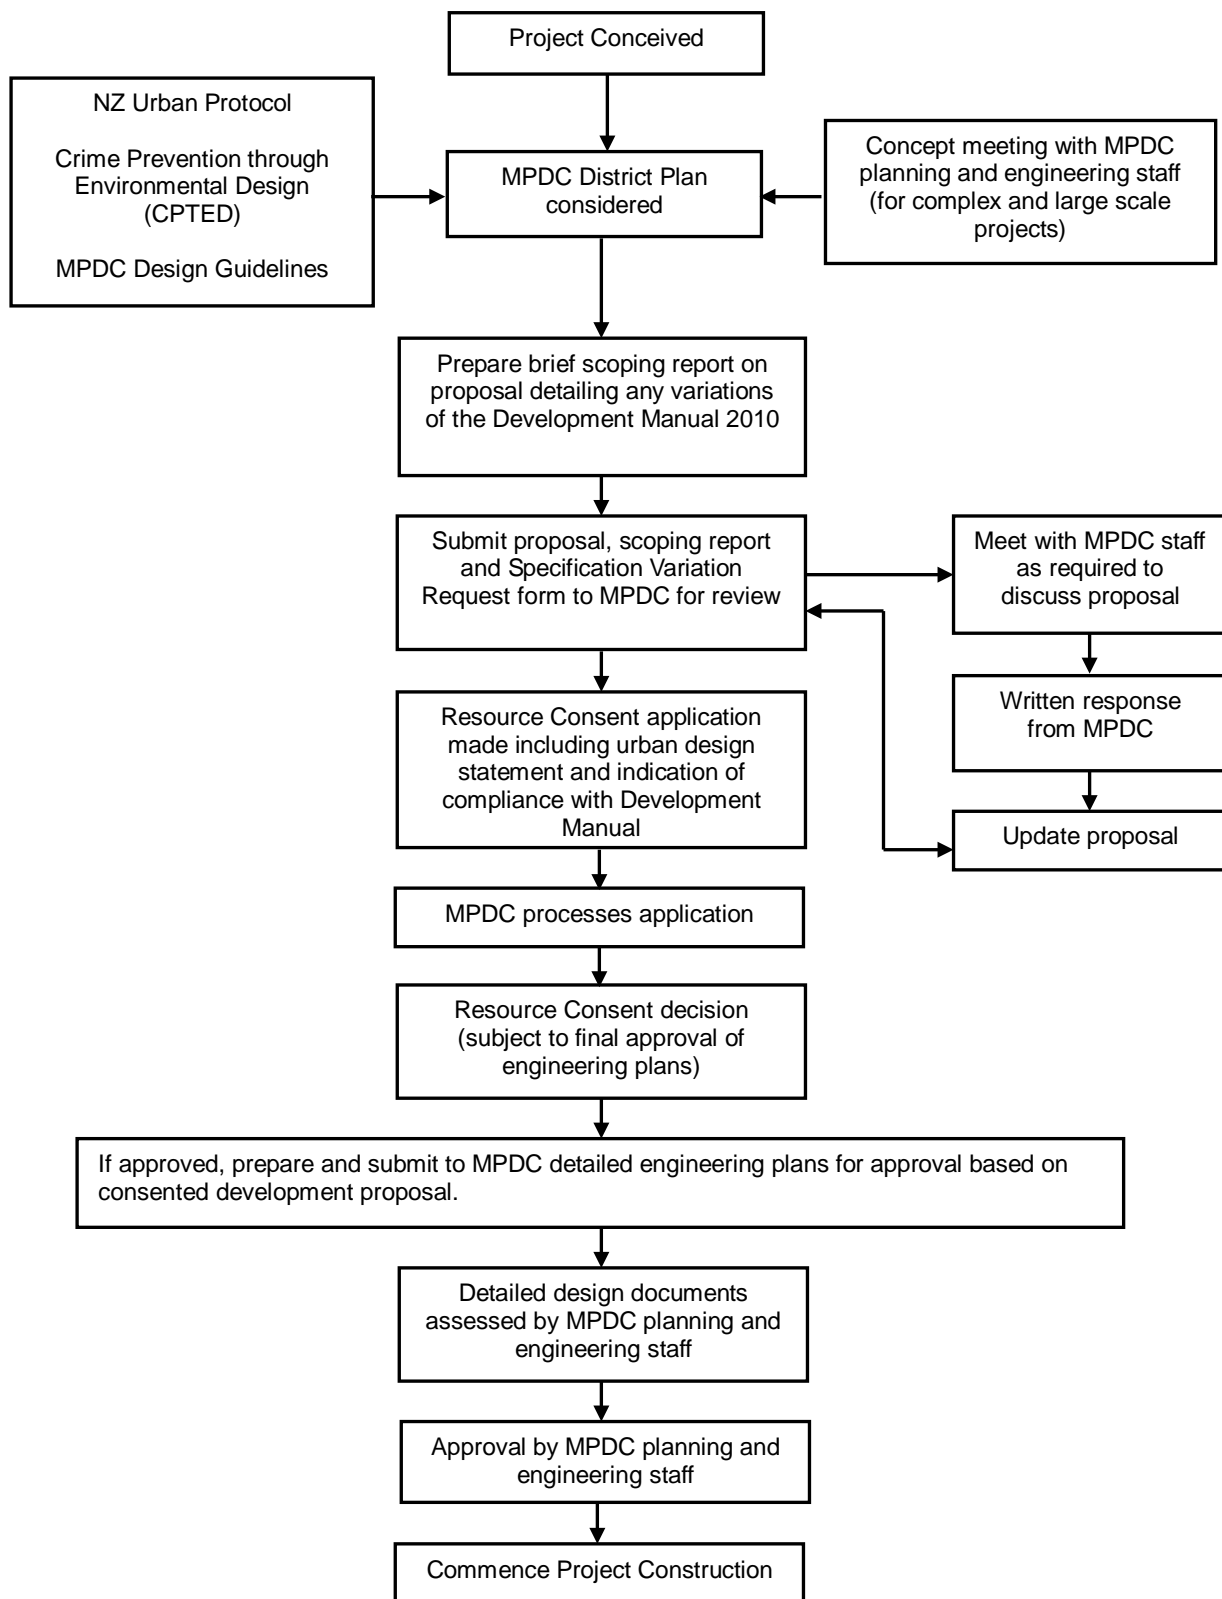 Project Conceived
NZ Urban Protocol
Crime Prevention through
Environmental Design
(CPTED)
MPDC Design Guidelines
MPDC District Plan
considered
Concept meeting with MPDC
planning and engineering staff
(for complex and large scale
projects)
Prepare brief scoping report on
proposal detailing any variations
of the Development Manual 2010
Submit proposal, scoping report
and Specification Variation
Request form to MPDC for review
Meet with MPDC staff
as required to
discuss proposal
Written response
from MPDC
Update proposal
Resource Consent application
made including urban design
statement and indication of
compliance with Development
Manual
MPDC processes application
Resource Consent decision
(subject to final approval of
engineering plans)
If approved, prepare and submit to MPDC detailed engineering plans for approval based on
consented development proposal.
Detailed design documents
assessed by MPDC planning and
engineering staff
Approval by MPDC planning and
engineering staff
Commence Project Construction